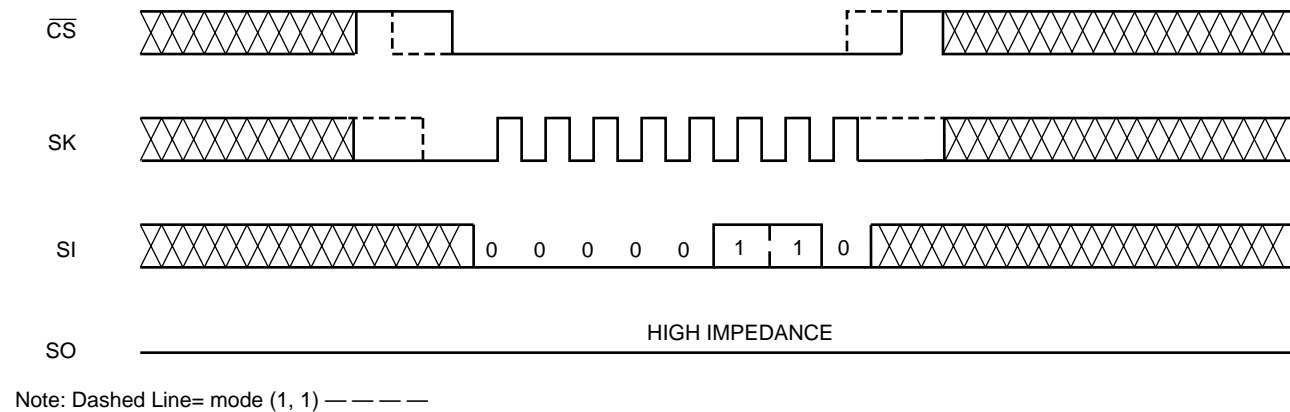 CS
SK
SI
0 0 0 0 0 1 1 0
SO
HIGH IMPEDANCE
Note: Dashed Line= mode (1, 1) — — — —